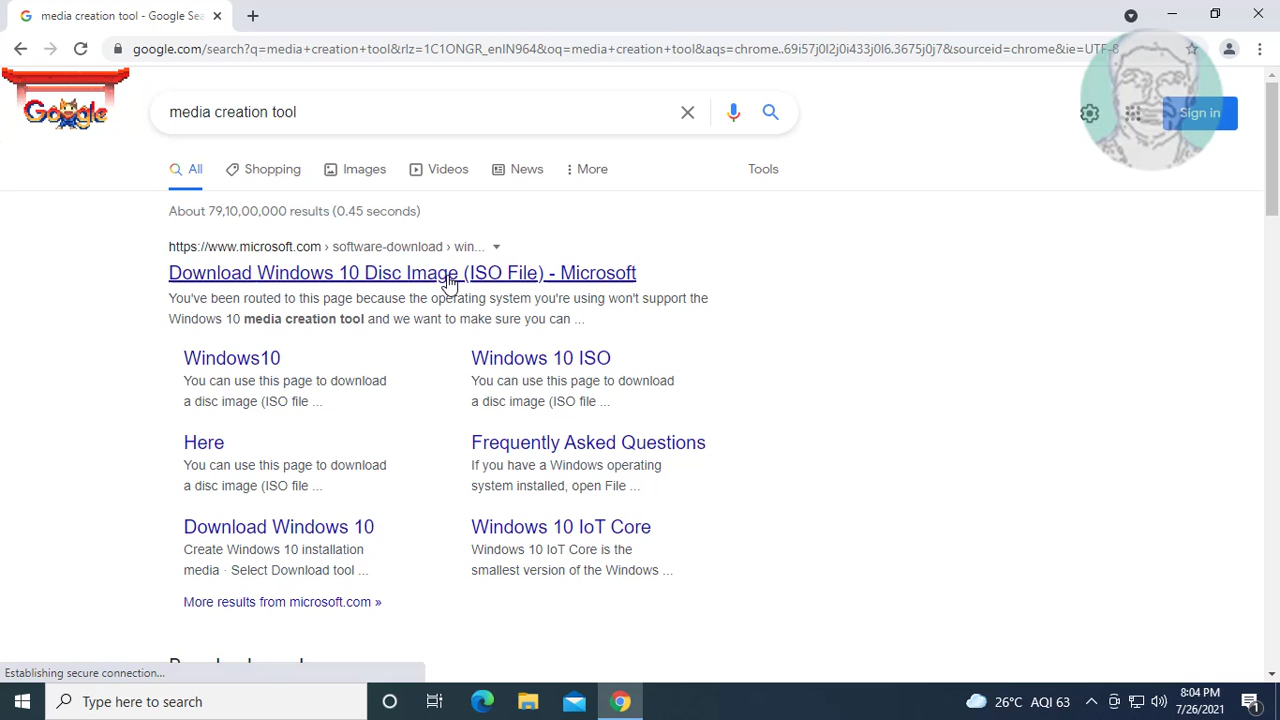 media creation tool - Google Sea
google.com/search?q=media+creation+tool&rlz=1C1ONGR_enIN964&oq=media+creation+tool&aqs=chrome..69i57j0l2j0i433j0l6.3675j0j7&sourceid=chrome&ie=UTF-8
Google
media creation tool
Sign in
All
Shopping
Images
Videos
News
More
Tools
About 79,10,00,000 results (0.45 seconds)
https://www.microsoft.com › software-download › win...
Download Windows 10 Disc Image (ISO File) - Microsoft
You've been routed to this page because the operating system you're using won't support the
Windows 10 media creation tool and we want to make sure you can ...
Windows10
You can use this page to download
a disc image (ISO file ...
Windows 10 ISO
You can use this page to download
a disc image (ISO file ...
Here
You can use this page to download
a disc image (ISO file ...
Frequently Asked Questions
If you have a Windows operating
system installed, open File ...
Download Windows 10
Create Windows 10 installation
media · Select Download tool ...
Windows 10 IoT Core
Windows 10 IoT Core is the
smallest version of the Windows ...
More results from microsoft.com »
Establishing secure connection...
Type here to search
26°C AQI 63
8:04 PM
7/26/2021
1